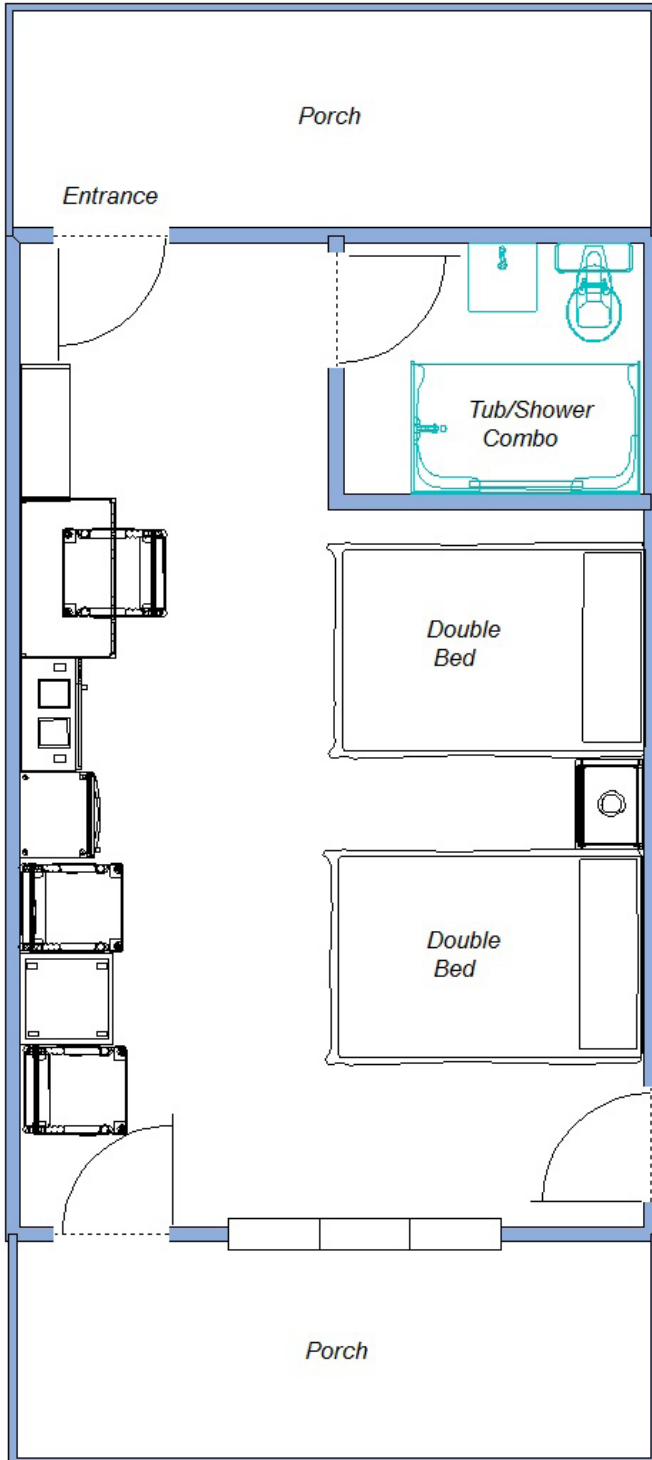 Porch
Entrance
Tub/Shower
Combo
Double
Bed
Double
Bed
Porch